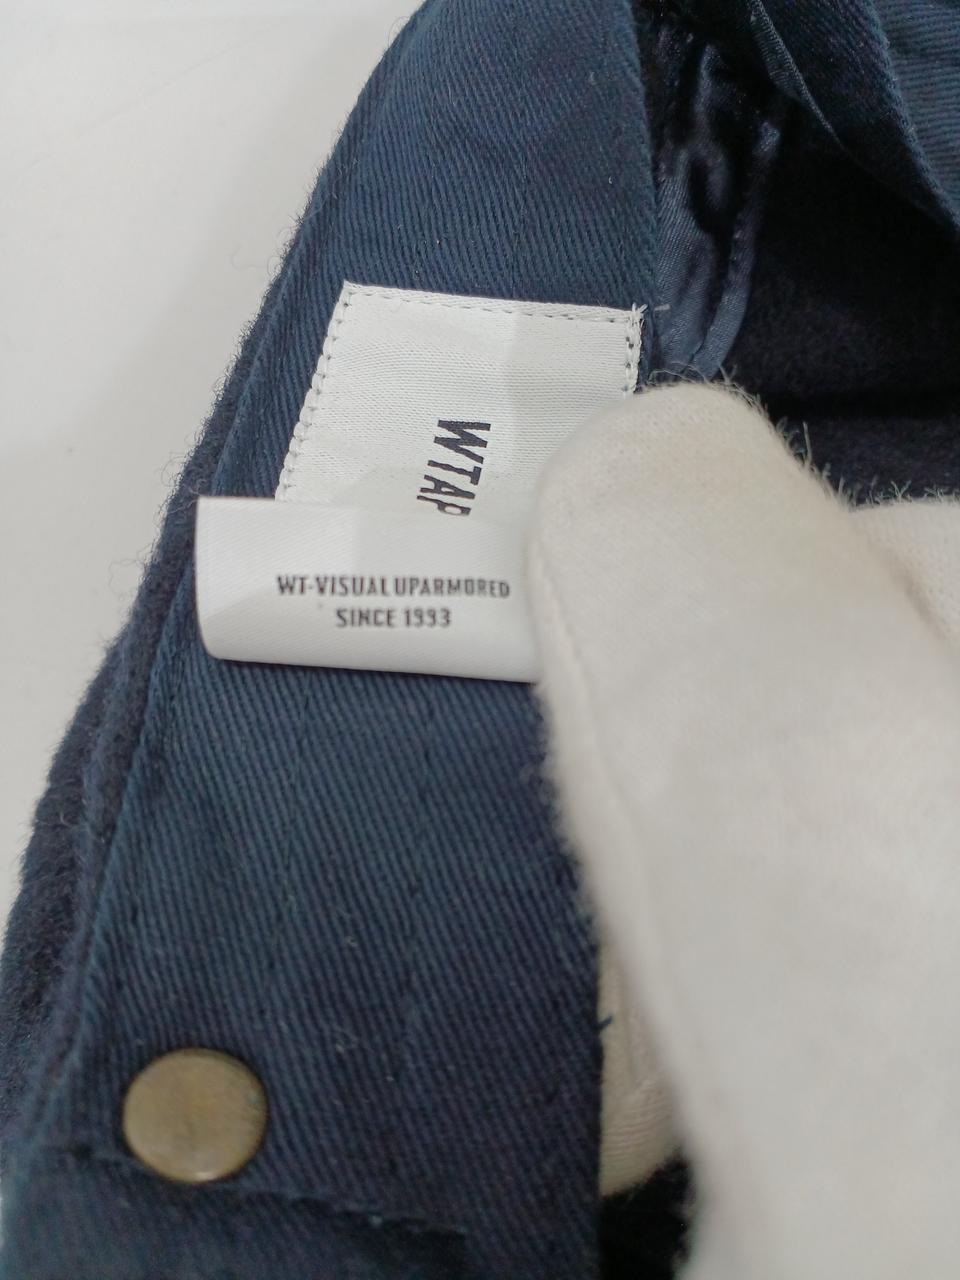 WTAP
WT-VISUAL UPARMORED
SINCE 1993